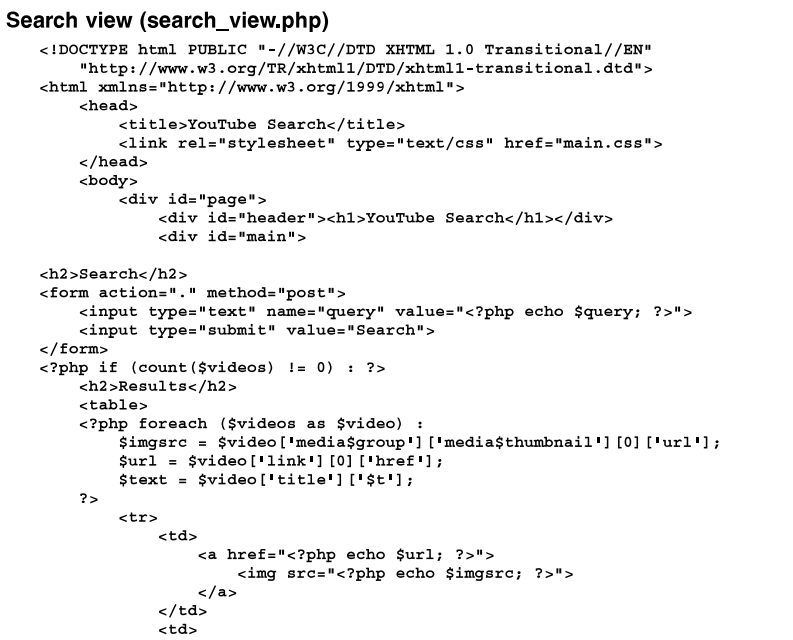 Search view (search_view.php)
<!DOCTYPE html PUBLIC "-//W3C//DTD XHTML 1.0 Transitional//EN"
"http://www.w3.org/TR/xhtml1/DTD/xhtml1-transitional.dtd">
<html xmlns="http://www.w3.org/1999/xhtml">
<head>
<title>YouTube Search</title>
<link rel="stylesheet" type="text/css" href="main.css">
</head>
<body>
<div id="page">
<div id="header"><h1>YouTube Search</h1></div>
<div id="main">
<h2>Search</h2>
<form action="." method="post">
<input type="text" name="query" value="<?php echo $query; ?>">
<input type="submit" value="Search">
</form>
<?php if (count($videos) != 0) : ?>
<h2>Results</h2>
<table>
<?php foreach ($videos as $video) :
$imgsrc = $video['media$group']['media$thumbnail'][0]['url'];
$url = $video['link'][0]['href'];
$text = $video['title']['$t'];
?>
<tr>
<td>
<a href="<?php echo $url; ?>">
<img src="<?php echo $imgsrc; ?>">
</a>
</td>
<td>